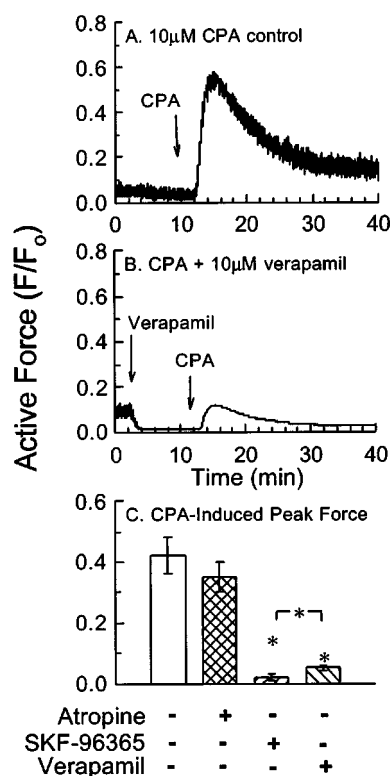 A. 10μM CPA control
0.8
0.6
CPA
0.4
0.2
0.0
0 10 20 30 40
B. CPA + 10μM verapamil
0.8
0.6
Verapamil
0.4
CPA
0.2
0.0
0 10 20 30 40
Time (min)
Active Force (F/Fo)
0.6
C. CPA-Induced Peak Force
0.4
* 
0.2
* *
0.0
Atropine - + - -
SKF-96365 - - + -
Verapamil - - - +